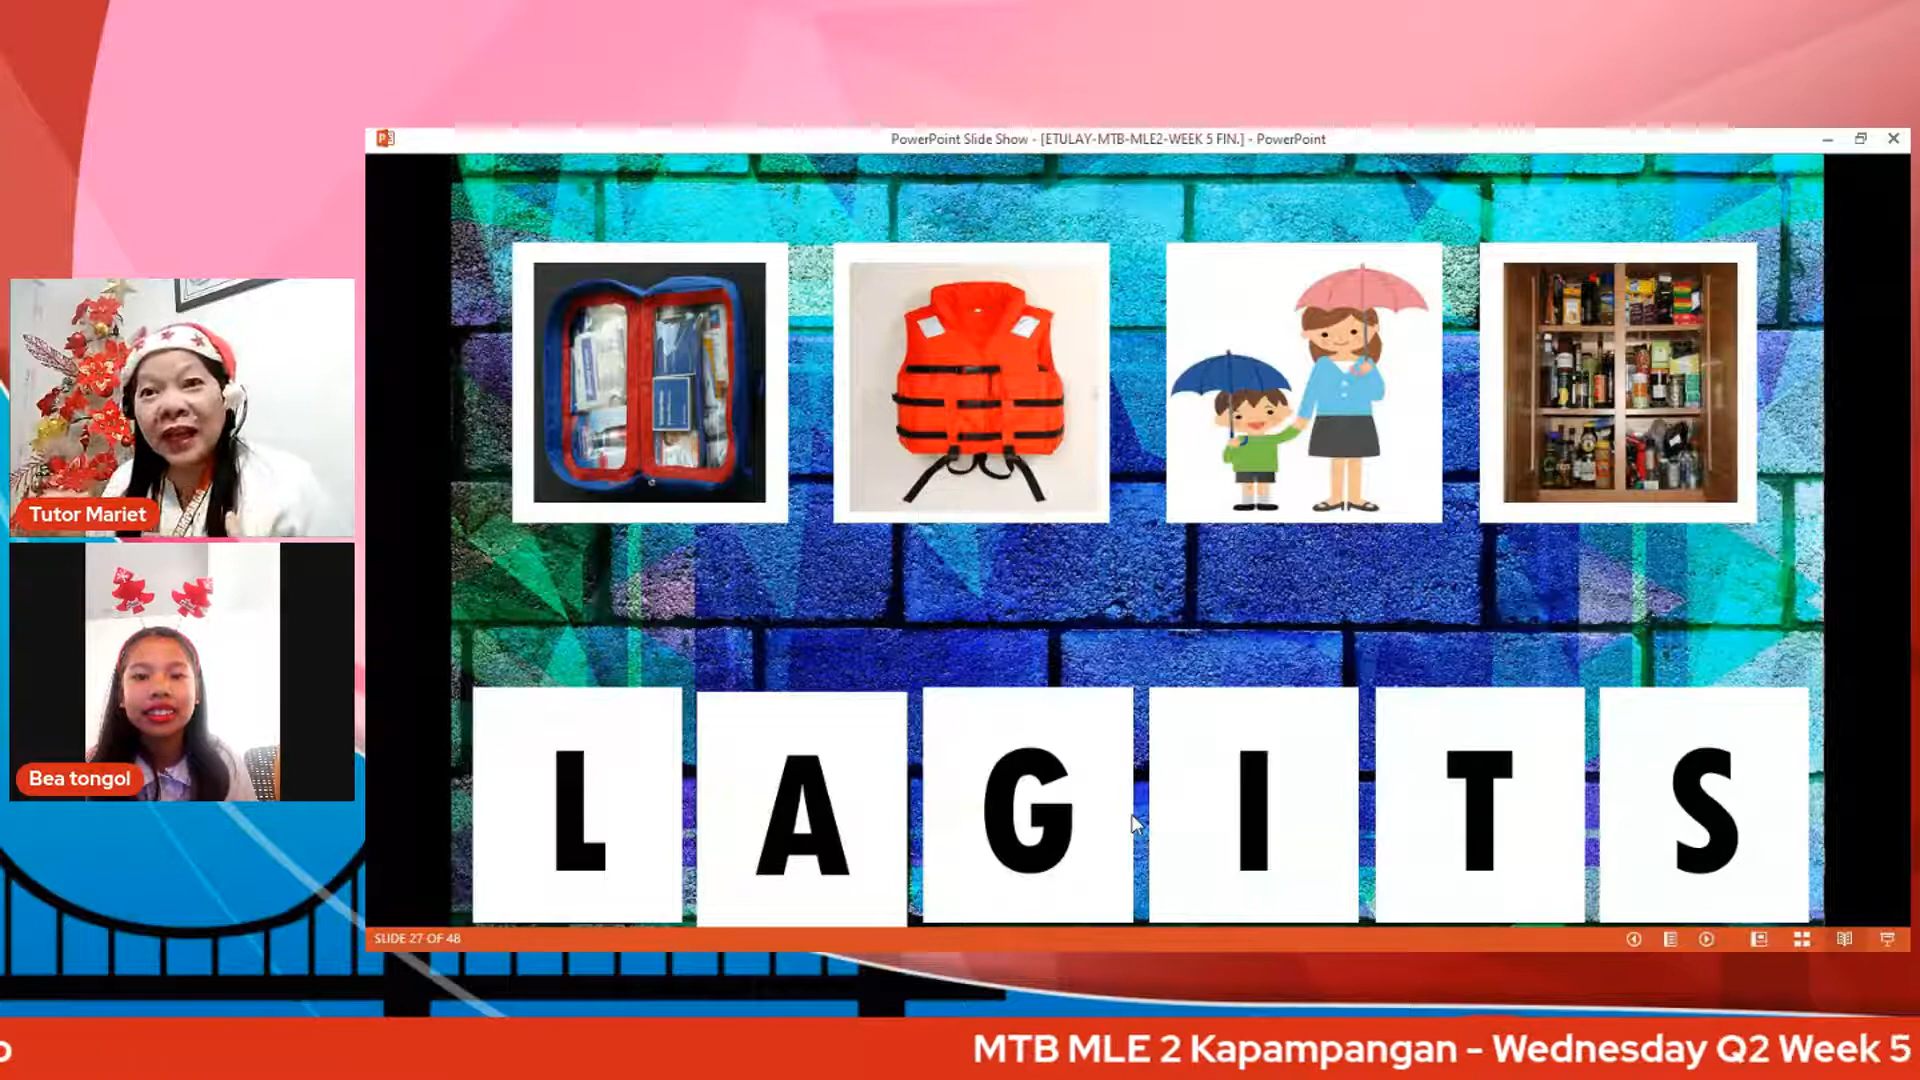 PowerPoint Slide Show - [ETULAY-MTB-MLE2-WEEK 5 FIN.] - PowerPoint
Tutor Mariet
Bea tongol
L A G I T S
SLIDE 27 OF 48
MTB MLE 2 Kapampangan - Wednesday Q2 Week 5